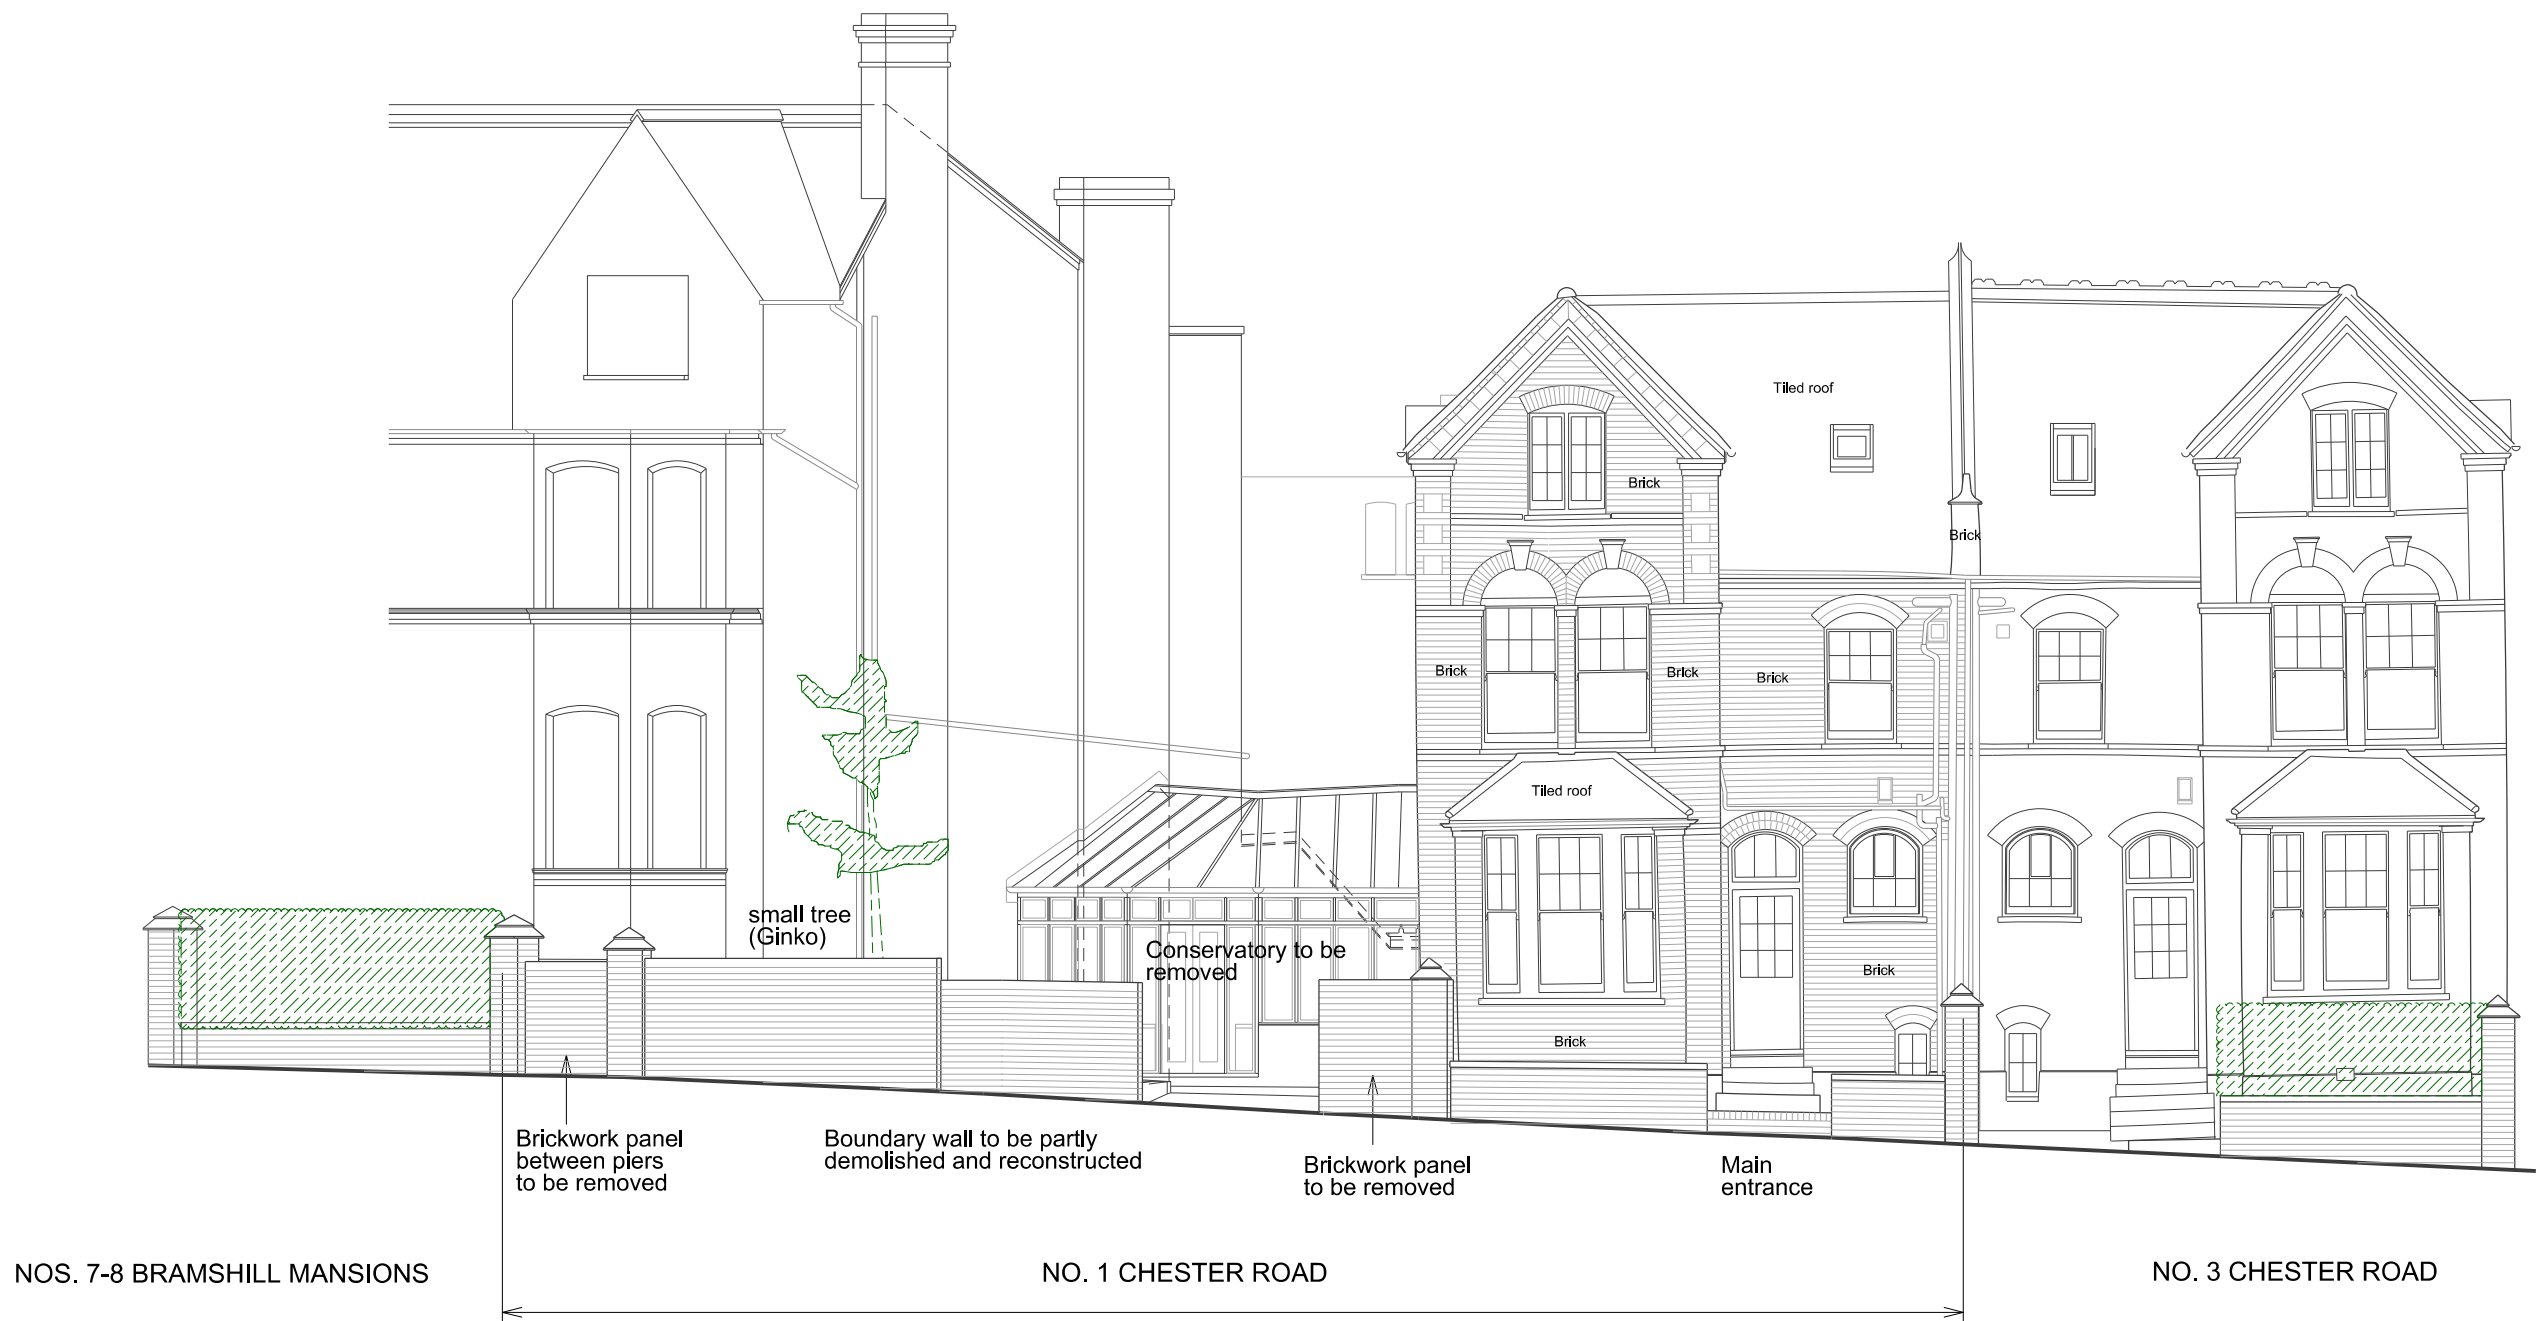 Tiled roof
Brick
Brick
Brick
Brick
Brick
Tiled roof
small tree
(Ginko)
Conservatory to be
removed
Brick
Brick
Brickwork panel
between piers
to be removed
Boundary wall to be partly
demolished and reconstructed
Brickwork panel
to be removed
Main
entrance
NOS. 7-8 BRAMSHILL MANSIONS
NO. 1 CHESTER ROAD
NO. 3 CHESTER ROAD